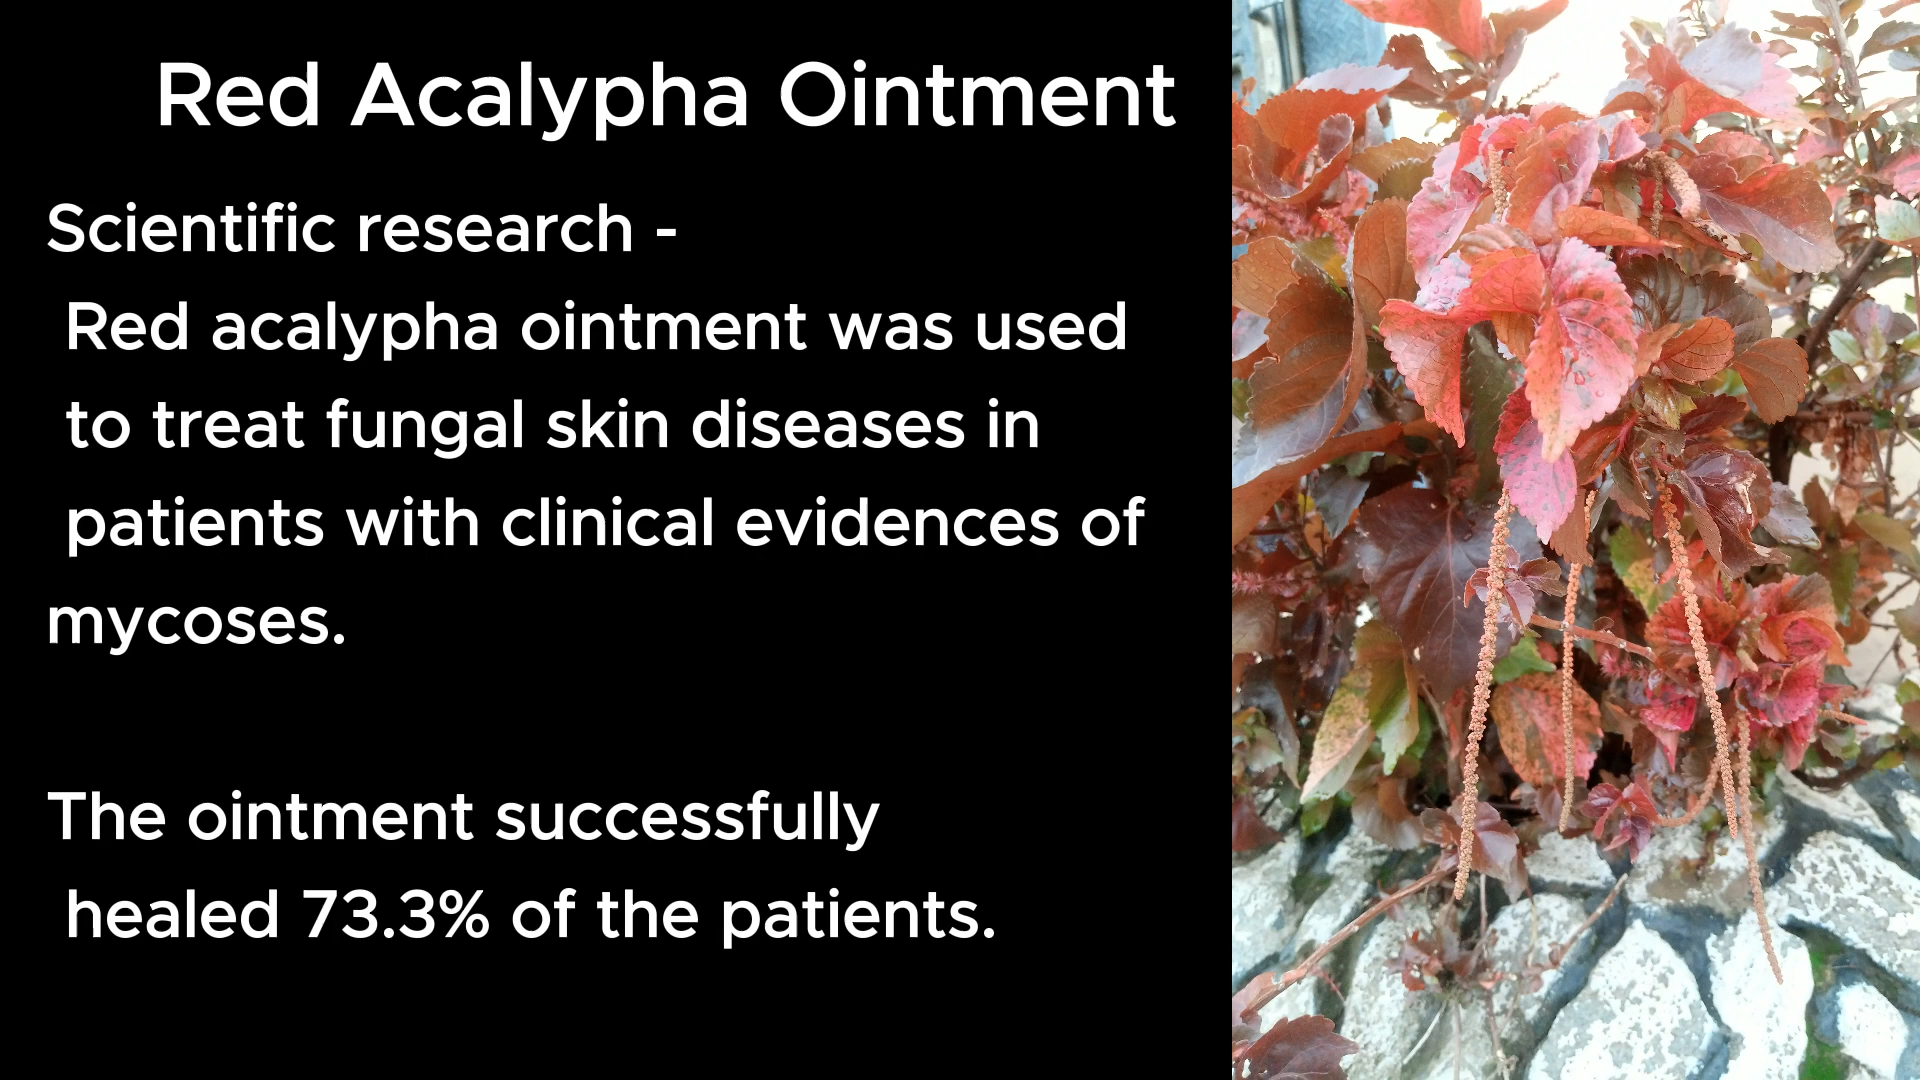 Red Acalypha Ointment
Scientific research -
Red acalypha ointment was used
to treat fungal skin diseases in
patients with clinical evidences of
mycoses.
The ointment successfully
healed 73.3% of the patients.